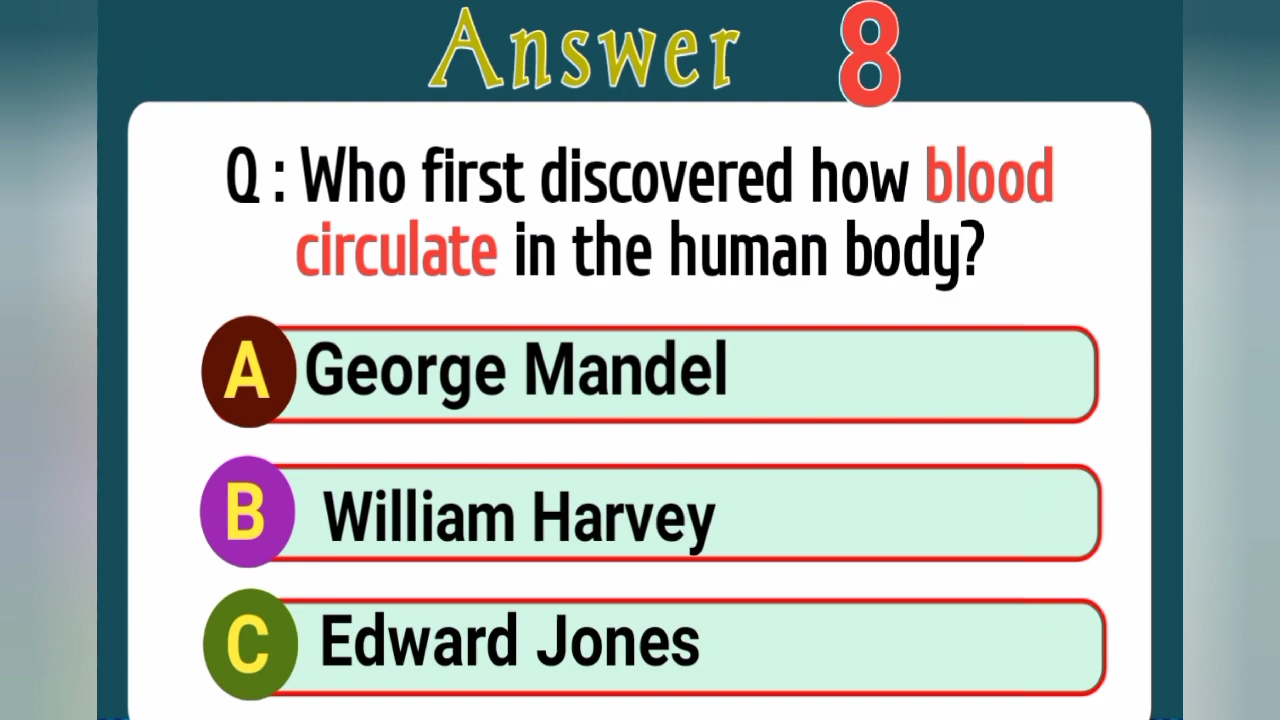 Answer 8
Q : Who first discovered how blood
circulate in the human body?
A George Mandel
B William Harvey
C Edward Jones